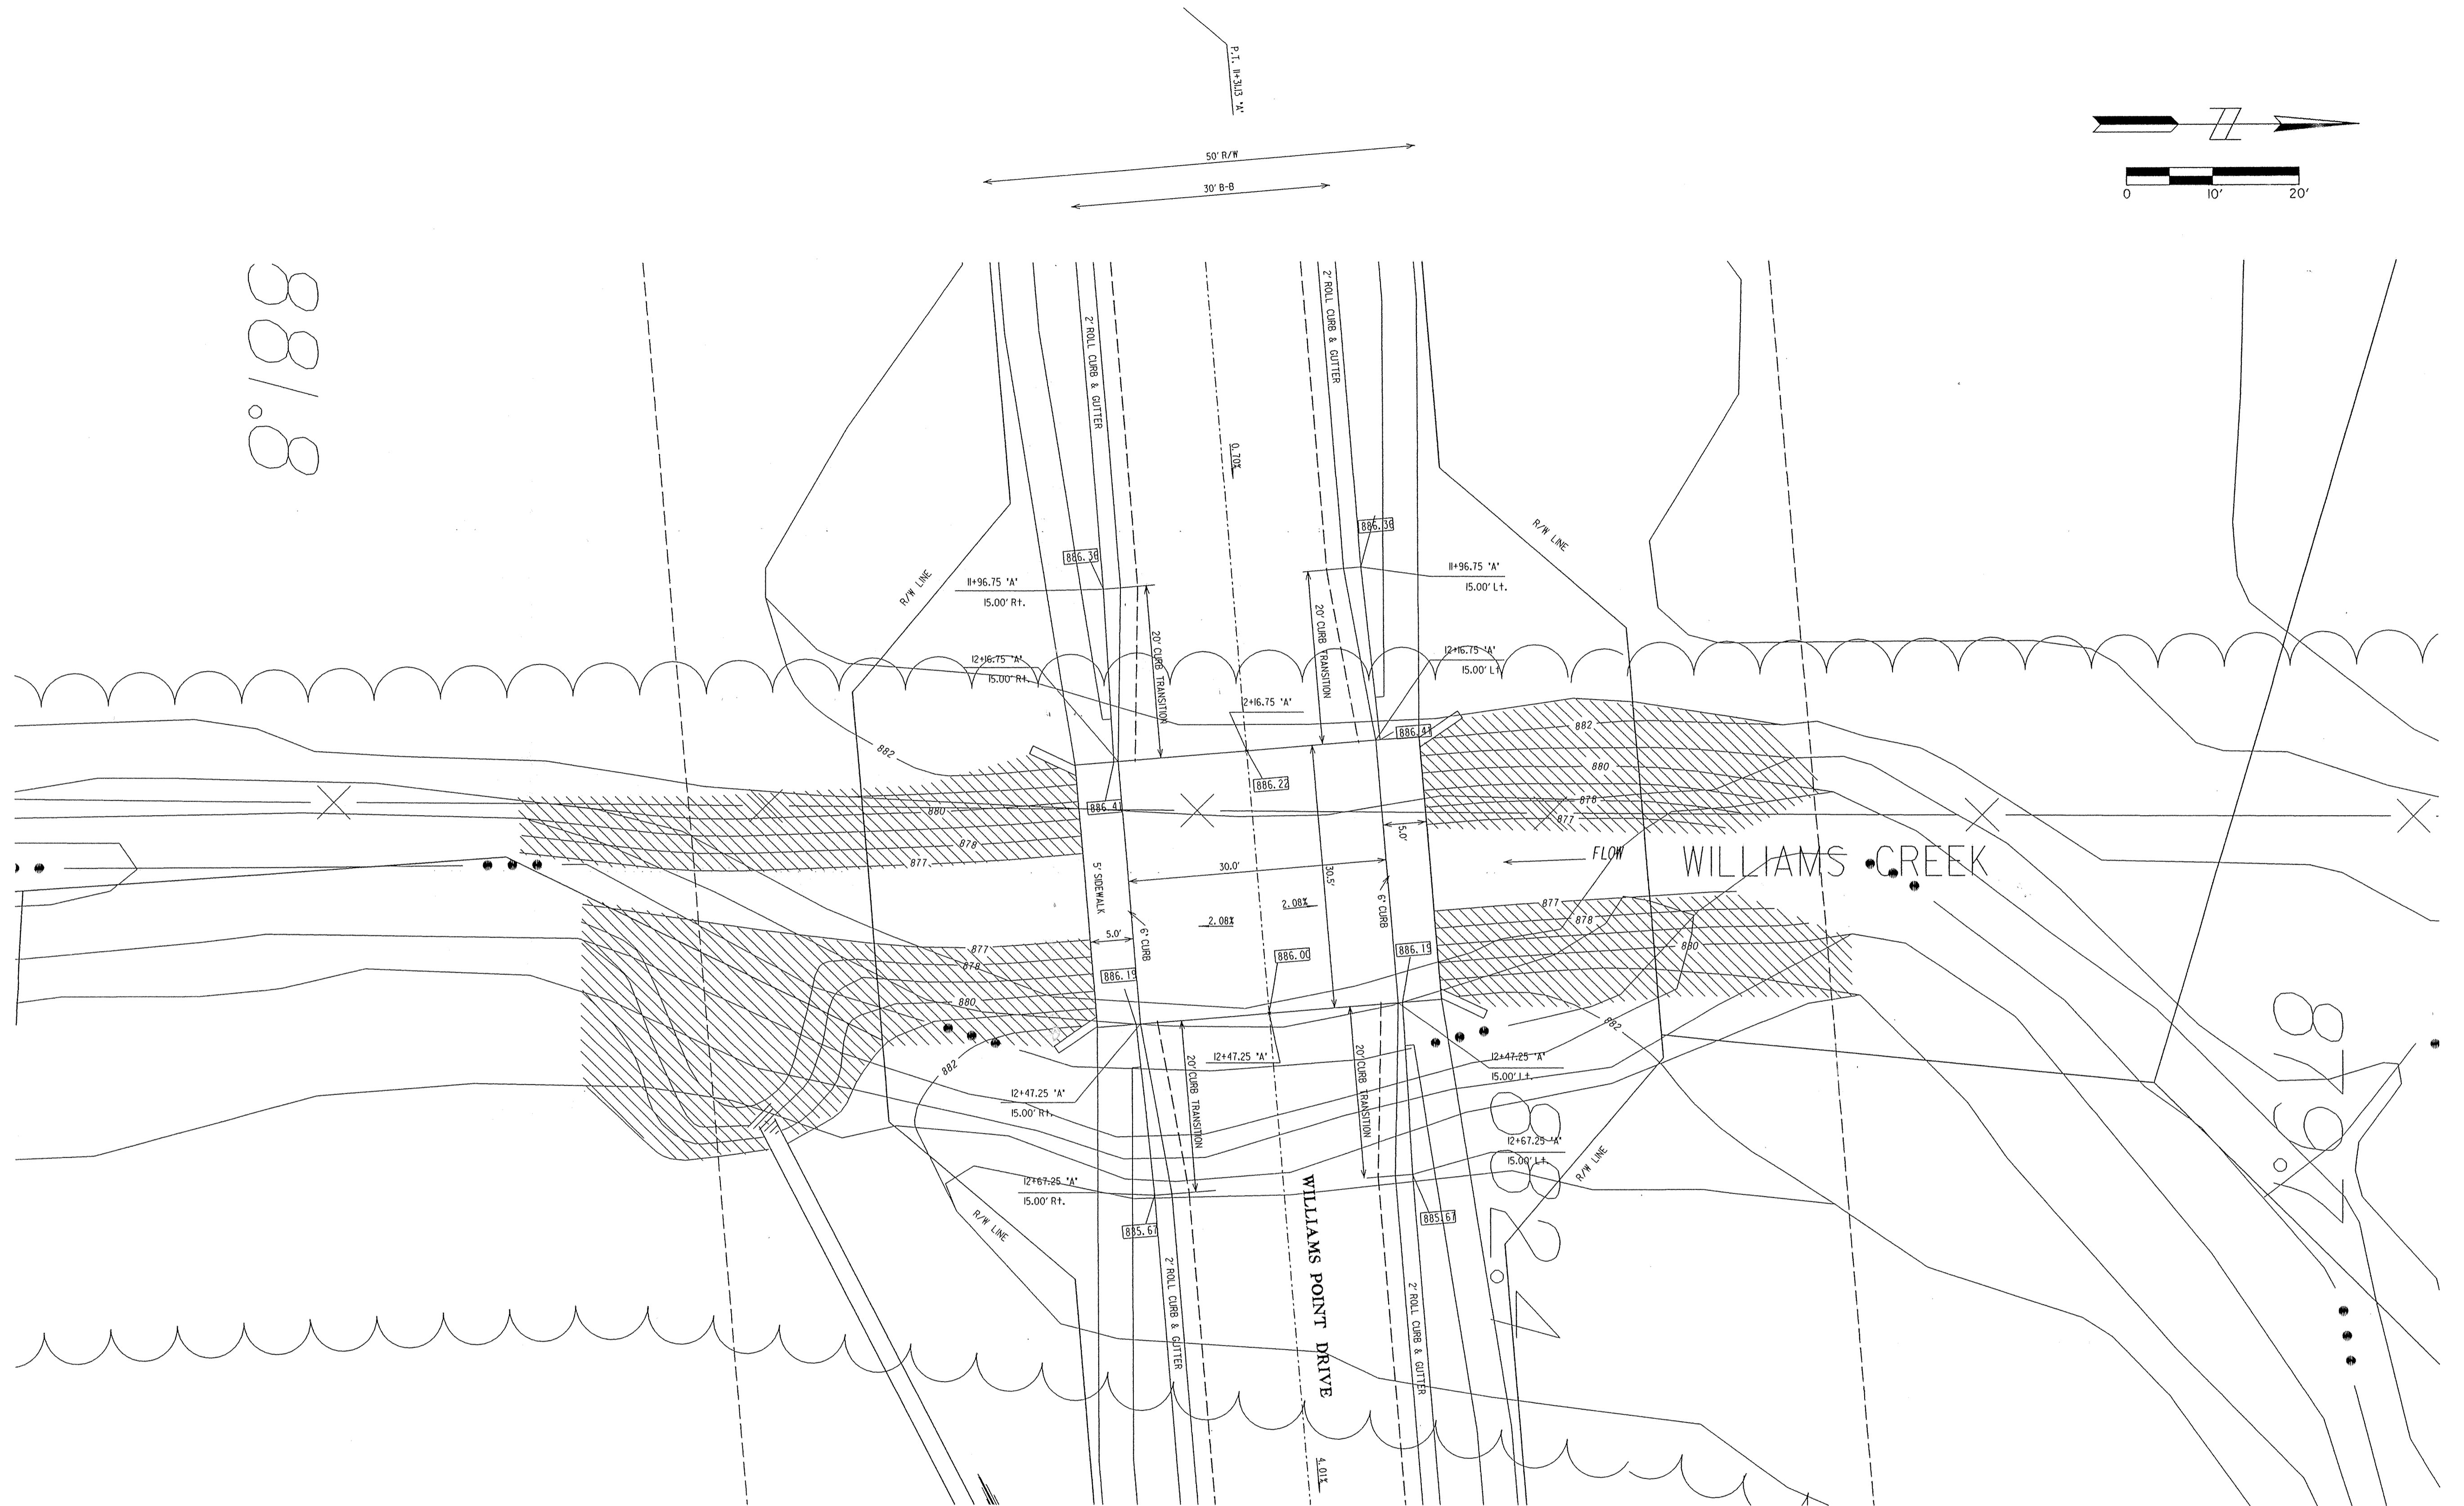 P.T. 11+31.13 "A"
50' R/W
30' B-B
0 10' 20'
881.8
2' ROLL CURB & GUTTER
2' ROLL CURB & GUTTER
0.70%
886.36
886.36
R/W LINE
R/W LINE
11+96.75 "A"
15.00' Rt.
11+96.75 "A"
15.00' Lt.
20' CURB TRANSITION
20' CURB TRANSITION
12+16.75 "A"
15.00' Rt.
12+16.75 "A"
15.00' Lt.
2+16.75 "A"
886.41
882
882
886.22
880
886.41
880
878
877
878
877
5.0'
FLOW
WILLIAMS CREEK
30.0'
30.5'
5' SIDEWALK
6" CURB
2.08%
2.08%
877
878
880
5.0'
6" CURB
886.19
886.19
877
878
880
886.00
882
882
12+47.25 "A"
12+47.25 "A"
15.00' Lt.
12+47.25 "A"
15.00' Rt.
20' CURB TRANSITION
20' CURB TRANSITION
12+67.25 "A"
15.00' Lt.
12+67.25 "A"
15.00' Rt.
R/W LINE
R/W LINE
885.67
885.67
WILLIAMS POINT DRIVE
2' ROLL CURB & GUTTER
2' ROLL CURB & GUTTER
4.01%